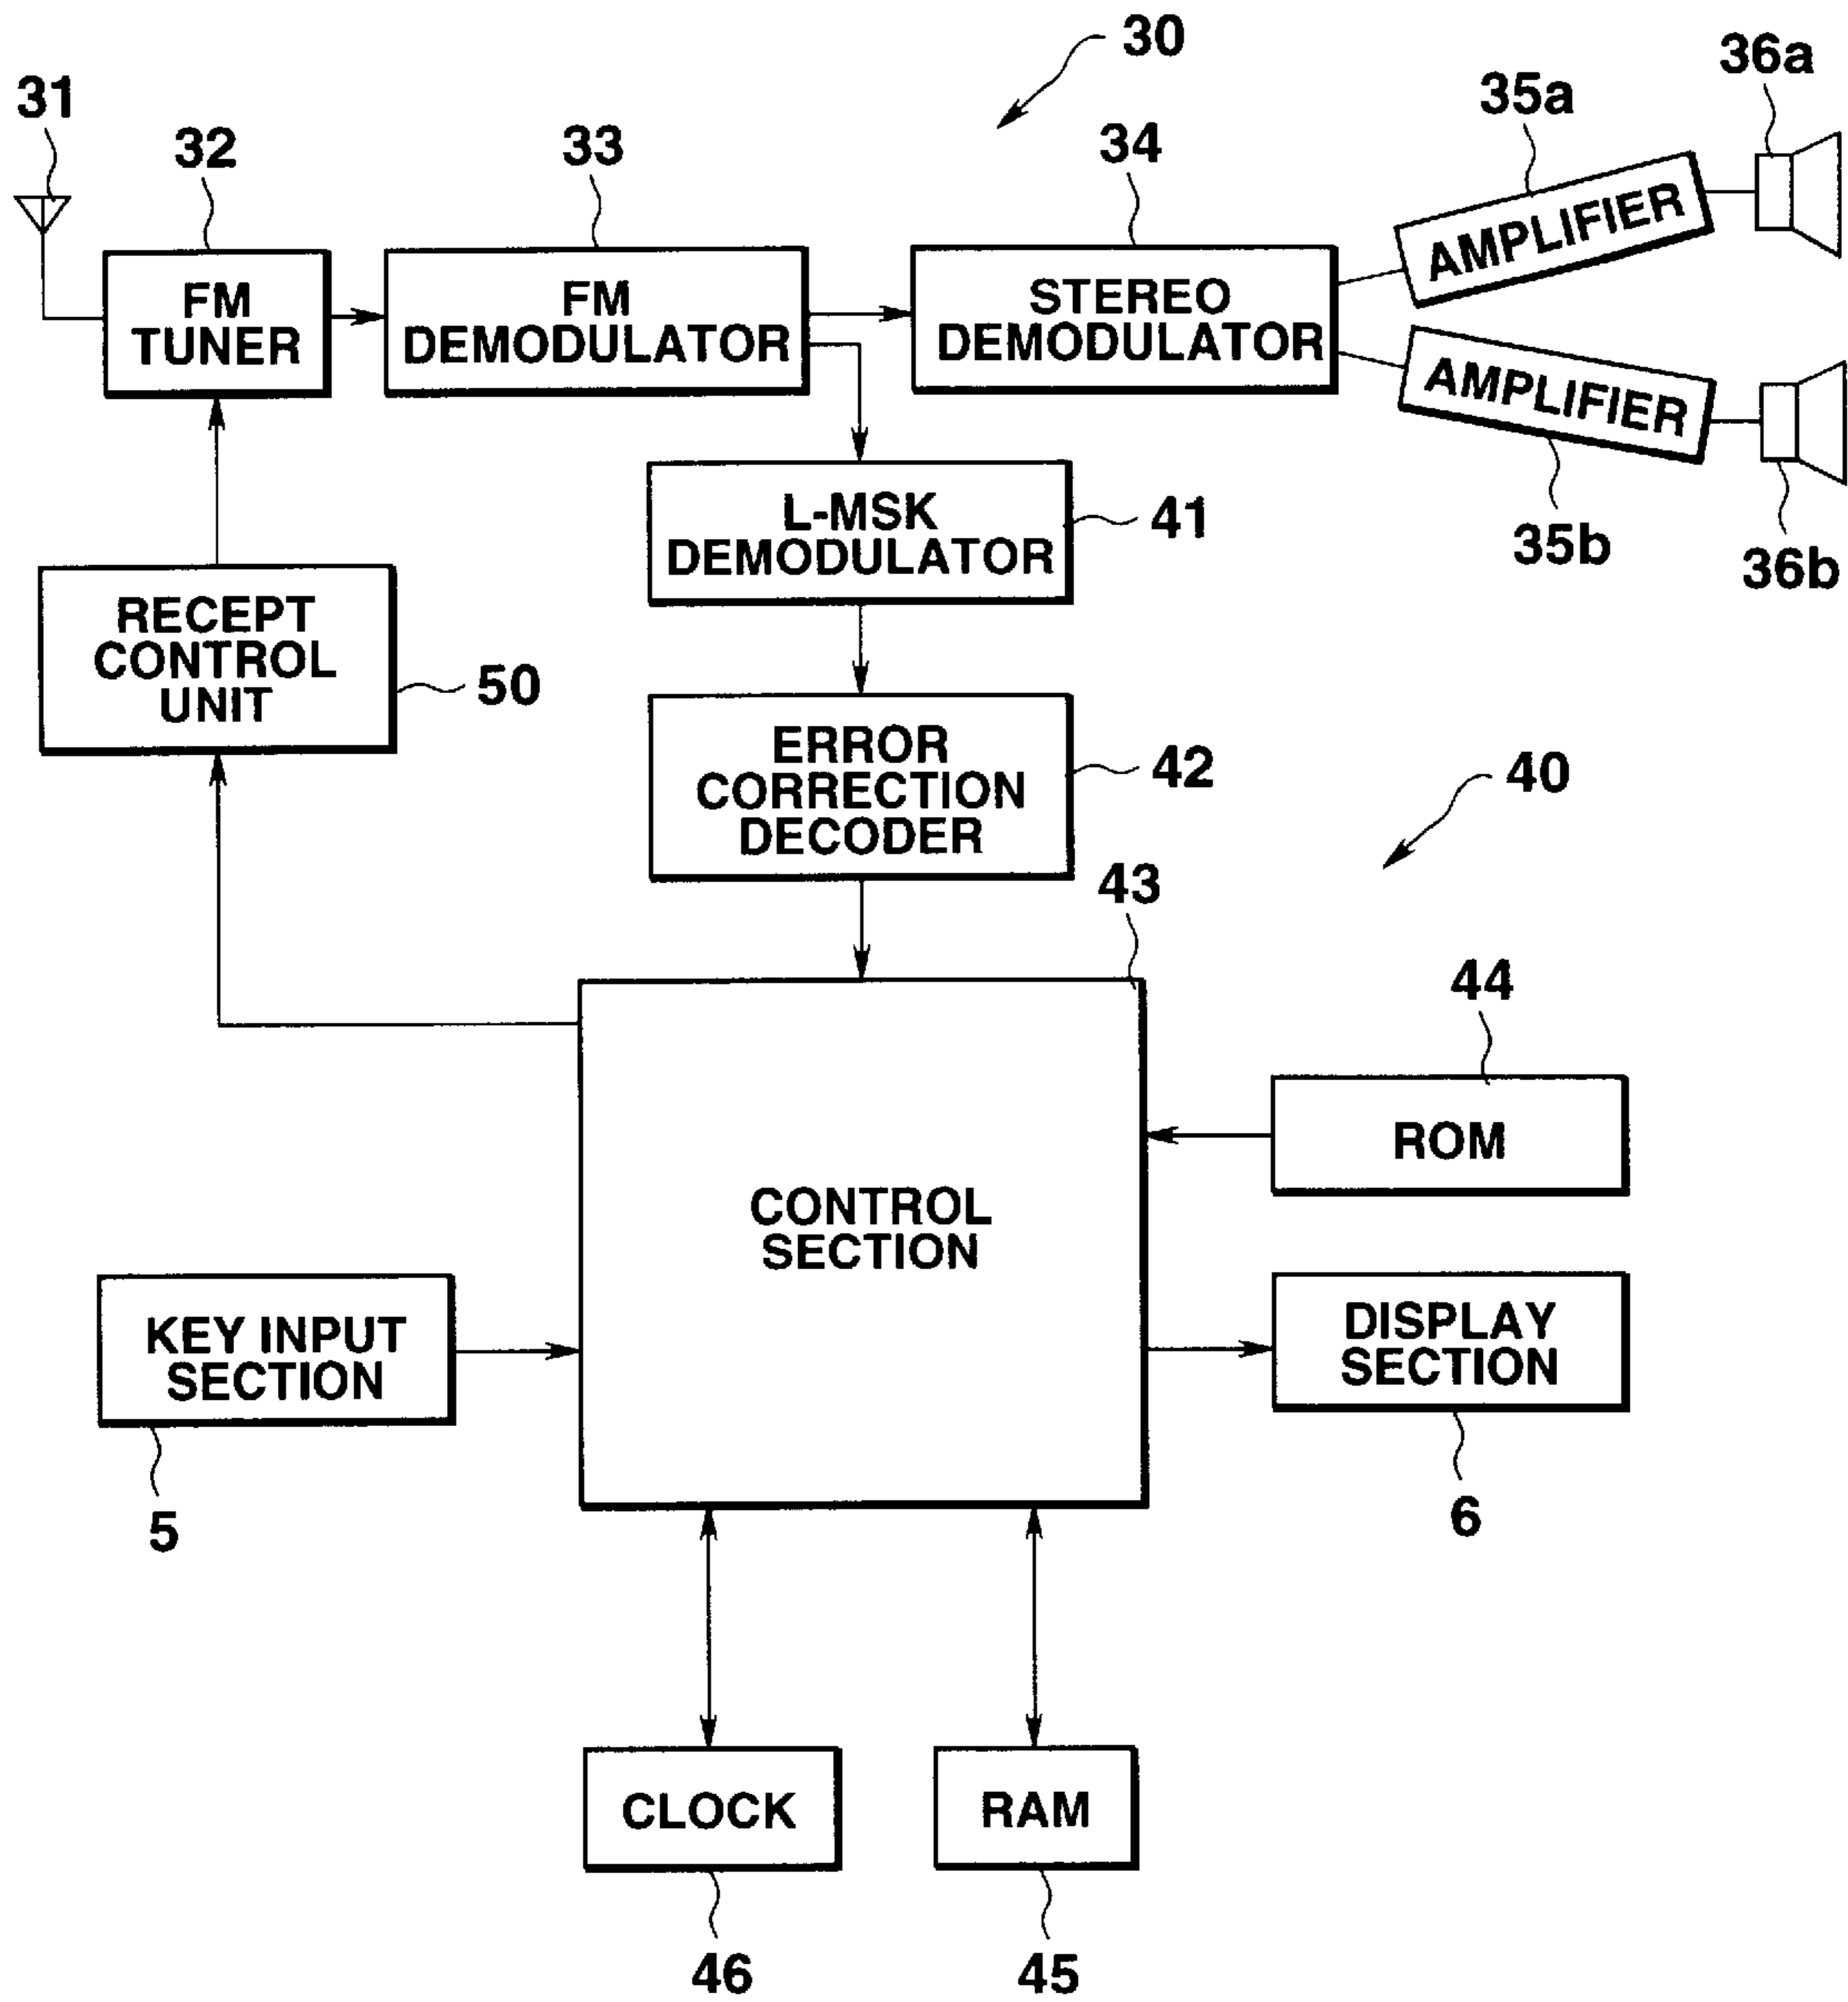 30
36a
35a
31
32
33
34
AMPLIFIER
FM
TUNER
FM
DEMODULATOR
STEREO
DEMODULATOR
AMPLIFIER
L-MSK
DEMODULATOR
41
35b
36b
RECEPT
CONTROL
UNIT
50
ERROR
CORRECTION
DECODER
42
40
43
44
ROM
CONTROL
SECTION
KEY INPUT
SECTION
DISPLAY
SECTION
5
6
CLOCK
RAM
46
45